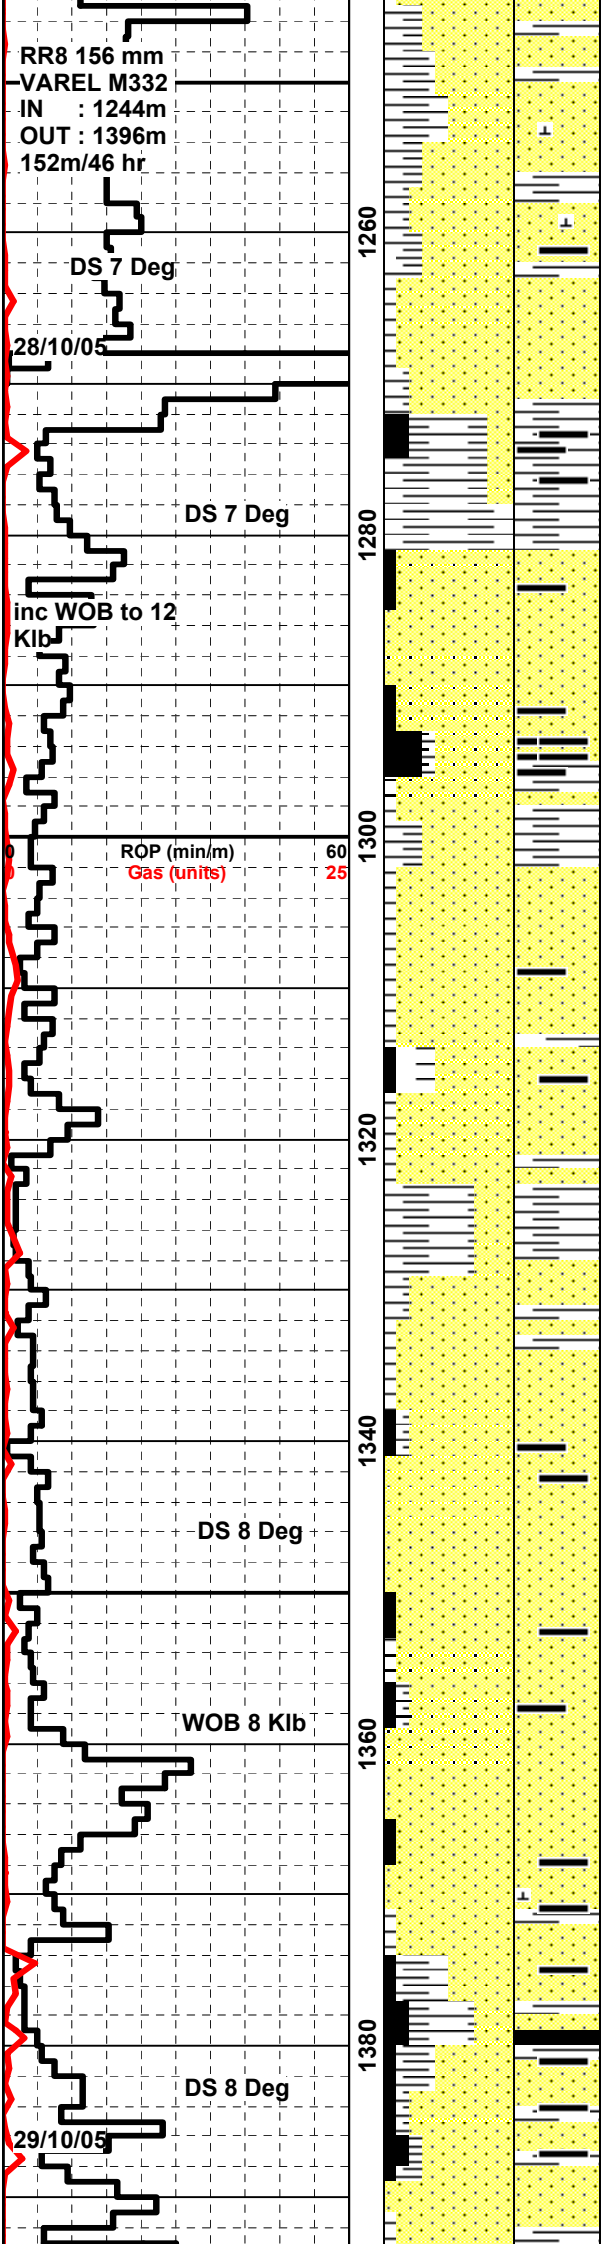 RR8 156 mm
VAREL M332
IN : 1244m
OUT : 1396m
152m/46 hr
1260
DS 7 Deg
28/10/05
DS 7 Deg
1280
inc WOB to 12
Klb
1300
0 ROP (min/m) 60
0 Gas (units) 25
1320
1340
DS 8 Deg
WOB 8 Klb
1360
1380
DS 8 Deg
29/10/05